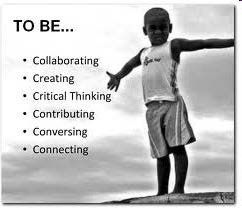 TO BE...
• Collaborating
• Creating
• Critical Thinking
• Contributing
• Conversing
• Connecting